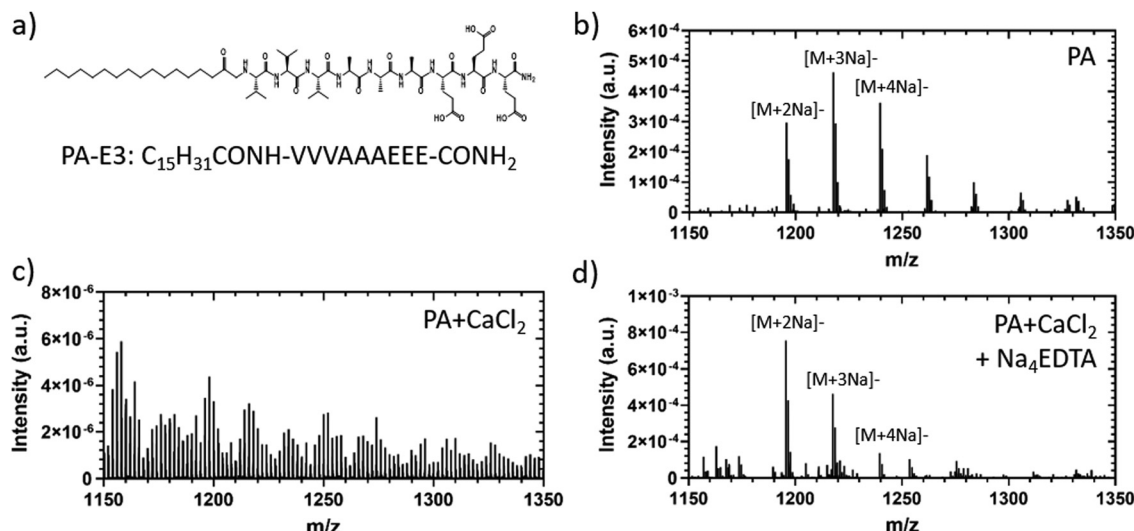 a)
O
H
N
O
N
H
O
H
N
O
N
H
O
H
N
O
N
H
O
H
N
O
N
H
O
H
N
O
NH₂
HO
O
HO
O
HO
O
PA-E3: C₁₅H₃₁CONH-VVVAAAEEE-CONH₂
b)
PA
[M+2Na]-
[M+3Na]-
[M+4Na]-
Intensity (a.u.)
6×10⁻⁴
5×10⁻⁴
4×10⁻⁴
3×10⁻⁴
2×10⁻⁴
1×10⁻⁴
0
1150 1200 1250 1300 1350
m/z
c)
PA+CaCl₂
Intensity (a.u.)
8×10⁻⁶
6×10⁻⁶
4×10⁻⁶
2×10⁻⁶
0
1150 1200 1250 1300 1350
m/z
d)
PA+CaCl₂
+ Na₄EDTA
[M+2Na]-
[M+3Na]-
[M+4Na]-
Intensity (a.u.)
1×10⁻³
8×10⁻⁴
6×10⁻⁴
4×10⁻⁴
2×10⁻⁴
0
1150 1200 1250 1300 1350
m/z